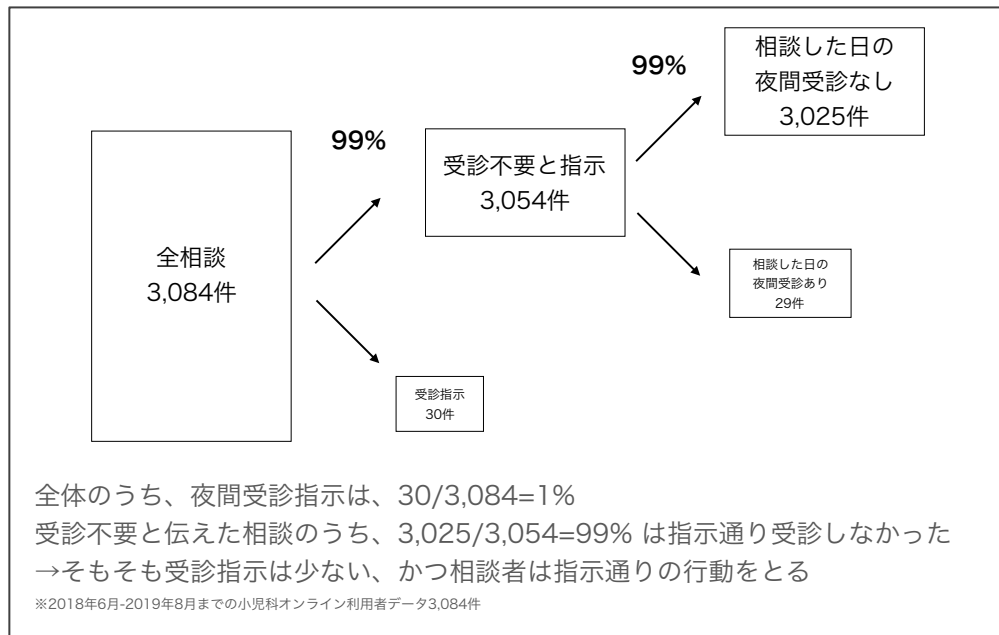 全相談
3,084件
99%
受診不要と指示
3,054件
99%
相談した日の
夜間受診なし
3,025件
相談した日の
夜間受診あり
29件
受診指示
30件
全体のうち、夜間受診指示は、30/3,084=1%
受診不要と伝えた相談のうち、3,025/3,054=99% は指示通り受診しなかった
→そもそも受診指示は少ない、かつ相談者は指示通りの行動をとる
※2018年6月-2019年8月までの小児科オンライン利用者データ3,084件